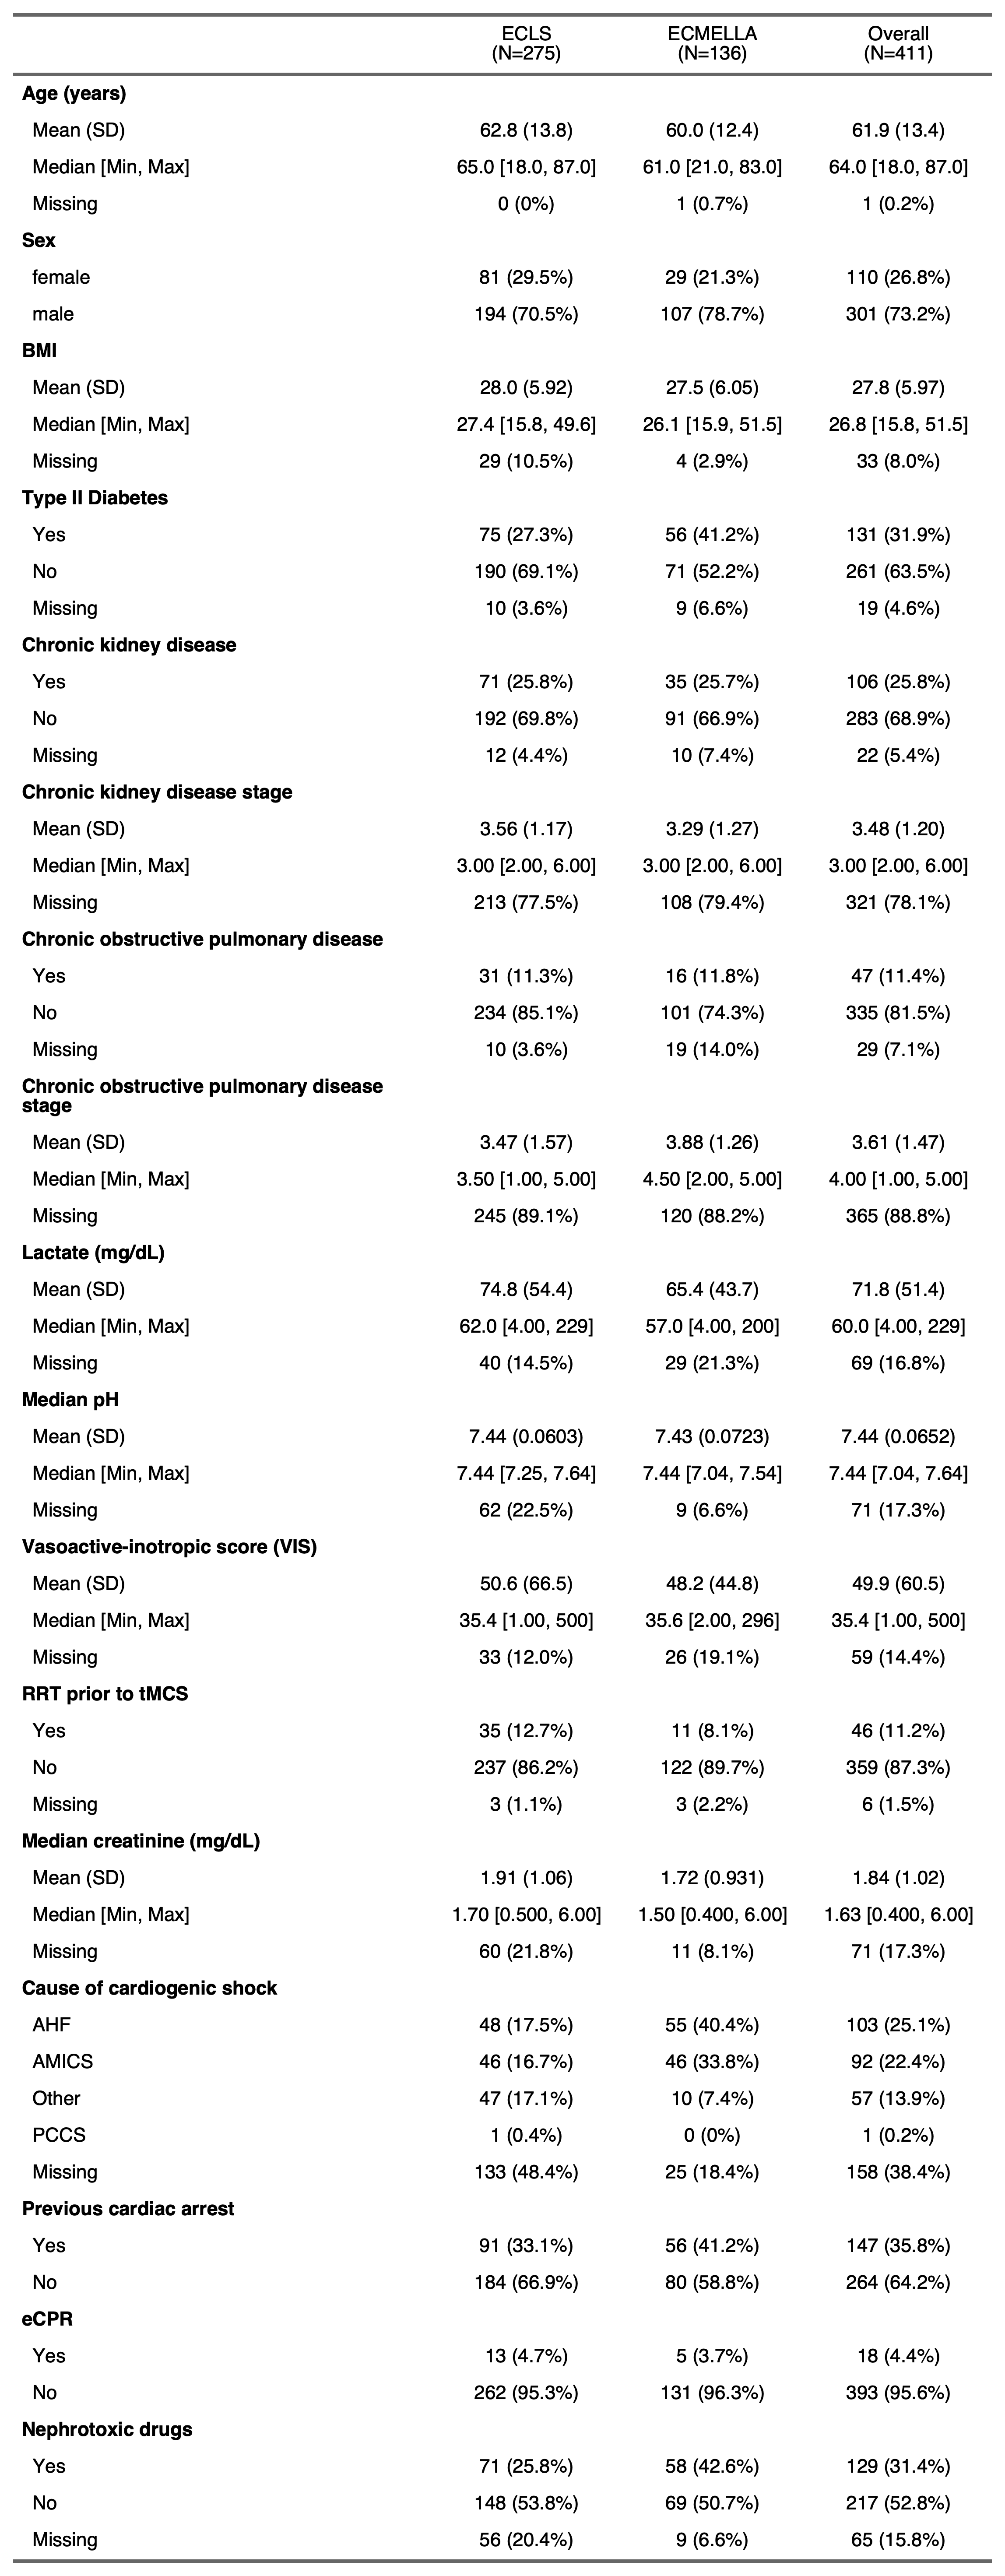 ECLS ECMELLA Overall
(N=275) (N=136) (N=411)
Age (years)
Mean (SD) 62.8 (13.8) 60.0 (12.4) 61.9 (13.4)
Median [Min, Max] 65.0 [18.0, 87.0] 61.0 [21.0, 83.0] 64.0 [18.0, 87.0]
Missing 0 (0%) 1 (0.7%) 1 (0.2%)
Sex
female 81 (29.5%) 29 (21.3%) 110 (26.8%)
male 194 (70.5%) 107 (78.7%) 301 (73.2%)
BMI
Mean (SD) 28.0 (5.92) 27.5 (6.05) 27.8 (5.97)
Median [Min, Max] 27.4 [15.8, 49.6] 26.1 [15.9, 51.5] 26.8 [15.8, 51.5]
Missing 29 (10.5%) 4 (2.9%) 33 (8.0%)
Type II Diabetes
Yes 75 (27.3%) 56 (41.2%) 131 (31.9%)
No 190 (69.1%) 71 (52.2%) 261 (63.5%)
Missing 10 (3.6%) 9 (6.6%) 19 (4.6%)
Chronic kidney disease
Yes 71 (25.8%) 35 (25.7%) 106 (25.8%)
No 192 (69.8%) 91 (66.9%) 283 (68.9%)
Missing 12 (4.4%) 10 (7.4%) 22 (5.4%)
Chronic kidney disease stage
Mean (SD) 3.56 (1.17) 3.29 (1.27) 3.48 (1.20)
Median [Min, Max] 3.00 [2.00, 6.00] 3.00 [2.00, 6.00] 3.00 [2.00, 6.00]
Missing 213 (77.5%) 108 (79.4%) 321 (78.1%)
Chronic obstructive pulmonary disease
Yes 31 (11.3%) 16 (11.8%) 47 (11.4%)
No 234 (85.1%) 101 (74.3%) 335 (81.5%)
Missing 10 (3.6%) 19 (14.0%) 29 (7.1%)
Chronic obstructive pulmonary disease
stage
Mean (SD) 3.47 (1.57) 3.88 (1.26) 3.61 (1.47)
Median [Min, Max] 3.50 [1.00, 5.00] 4.50 [2.00, 5.00] 4.00 [1.00, 5.00]
Missing 245 (89.1%) 120 (88.2%) 365 (88.8%)
Lactate (mg/dL)
Mean (SD) 74.8 (54.4) 65.4 (43.7) 71.8 (51.4)
Median [Min, Max] 62.0 [4.00, 229] 57.0 [4.00, 200] 60.0 [4.00, 229]
Missing 40 (14.5%) 29 (21.3%) 69 (16.8%)
Median pH
Mean (SD) 7.44 (0.0603) 7.43 (0.0723) 7.44 (0.0652)
Median [Min, Max] 7.44 [7.25, 7.64] 7.44 [7.04, 7.54] 7.44 [7.04, 7.64]
Missing 62 (22.5%) 9 (6.6%) 71 (17.3%)
Vasoactive-inotropic score (VIS)
Mean (SD) 50.6 (66.5) 48.2 (44.8) 49.9 (60.5)
Median [Min, Max] 35.4 [1.00, 500] 35.6 [2.00, 296] 35.4 [1.00, 500]
Missing 33 (12.0%) 26 (19.1%) 59 (14.4%)
RRT prior to tMCS
Yes 35 (12.7%) 11 (8.1%) 46 (11.2%)
No 237 (86.2%) 122 (89.7%) 359 (87.3%)
Missing 3 (1.1%) 3 (2.2%) 6 (1.5%)
Median creatinine (mg/dL)
Mean (SD) 1.91 (1.06) 1.72 (0.931) 1.84 (1.02)
Median [Min, Max] 1.70 [0.500, 6.00] 1.50 [0.400, 6.00] 1.63 [0.400, 6.00]
Missing 60 (21.8%) 11 (8.1%) 71 (17.3%)
Cause of cardiogenic shock
AHF 48 (17.5%) 55 (40.4%) 103 (25.1%)
AMICS 46 (16.7%) 46 (33.8%) 92 (22.4%)
Other 47 (17.1%) 10 (7.4%) 57 (13.9%)
PCCS 1 (0.4%) 0 (0%) 1 (0.2%)
Missing 133 (48.4%) 25 (18.4%) 158 (38.4%)
Previous cardiac arrest
Yes 91 (33.1%) 56 (41.2%) 147 (35.8%)
No 184 (66.9%) 80 (58.8%) 264 (64.2%)
eCPR
Yes 13 (4.7%) 5 (3.7%) 18 (4.4%)
No 262 (95.3%) 131 (96.3%) 393 (95.6%)
Nephrotoxic drugs
Yes 71 (25.8%) 58 (42.6%) 129 (31.4%)
No 148 (53.8%) 69 (50.7%) 217 (52.8%)
Missing 56 (20.4%) 9 (6.6%) 65 (15.8%)